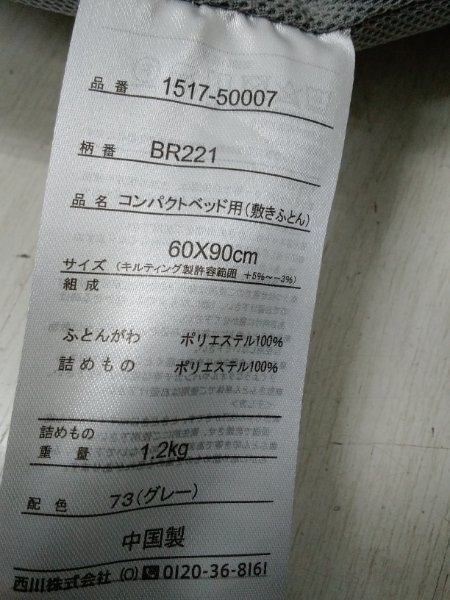 品番 1517-50007
柄番 BR221
品名 コンパクトベッド用(敷きふとん)
60X90cm
サイズ (キルティング製許容範囲 +5%～-3%)
組成
ふとんがわ ポリエステル100%
詰めもの ポリエステル100%
詰めもの
重量 1.2kg
配色 73(グレー)
中国製
西川株式会社 (O) 0120-36-8161